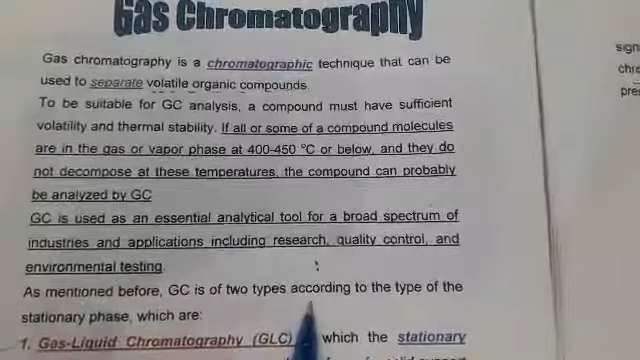 Gas Chromatography
Gas chromatography is a chromatographic technique that can be
used to separate volatile organic compounds.
To be suitable for GC analysis, a compound must have sufficient
volatility and thermal stability. If all or some of a compound molecules
are in the gas or vapor phase at 400-450 °C or below, and they do
not decompose at these temperatures, the compound can probably
be analyzed by GC
GC is used as an essential analytical tool for a broad spectrum of
industries and applications including research, quality control, and
environmental testing.
As mentioned before, GC is of two types according to the type of the
stationary phase, which are:
1. Gas-Liquid Chromatography (GLC) which the stationary
sign